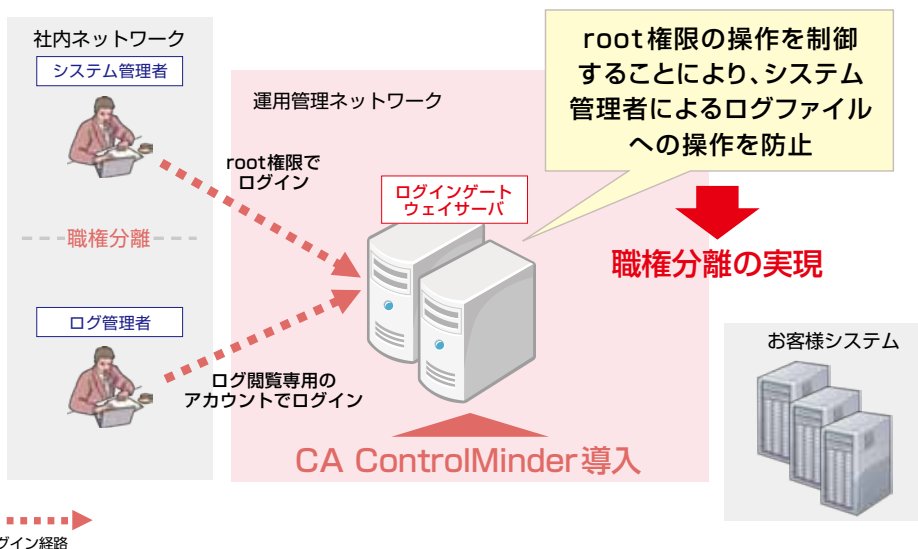 社内ネットワーク
システム管理者
運用管理ネットワーク
root権限の操作を制御
することにより、システム
管理者によるログファイル
への操作を防止
root権限で
ログイン
ログインゲート
ウェイサーバ
職権分離
職権分離の実現
ログ管理者
ログ閲覧専用の
アカウントでログイン
お客様システム
CA ControlMinder導入
グイン経路